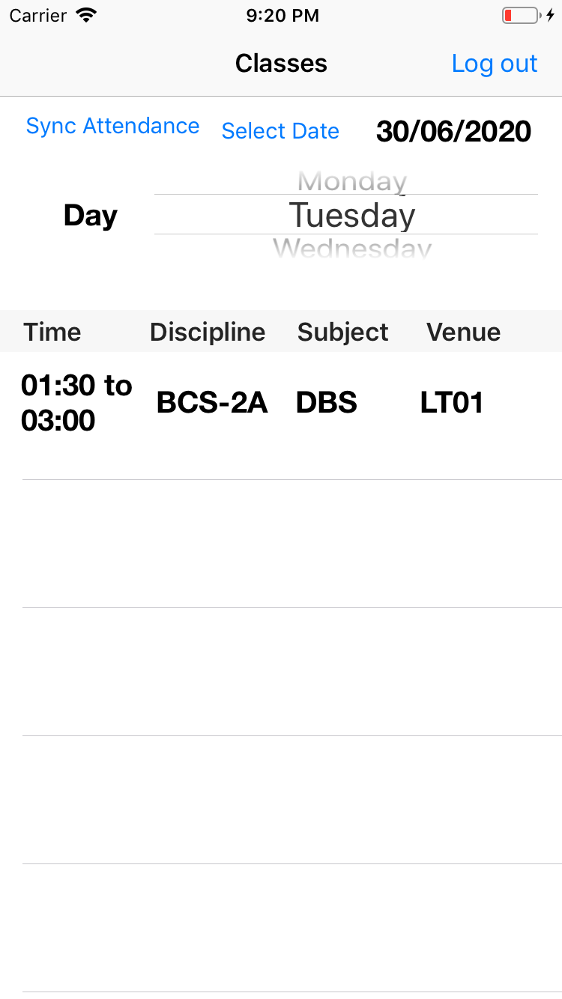 Carrier 9:20 PM
Classes Log out
Sync Attendance Select Date 30/06/2020
Monday
Day Tuesday
Wednesday
Time Discipline Subject Venue
01:30 to
03:00 BCS-2A DBS LT01